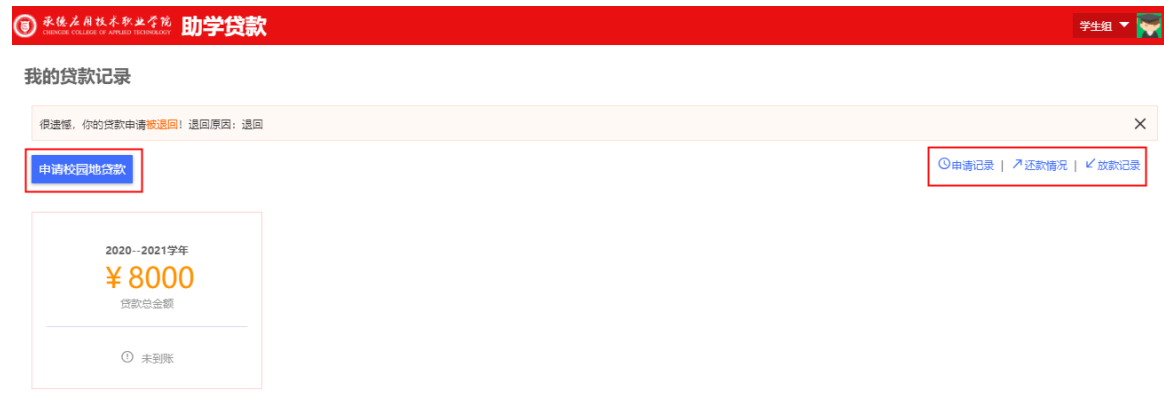 承德应用技术职业学院 助学贷款
CHENGDE COLLEGE OF APPLIED TECHNOLOGY
学生组
我的贷款记录
很遗憾，你的贷款申请被退回！退回原因：退回
申请校园地贷款
申请记录 | 还款情况 | 放款记录
2020--2021学年
¥8000
贷款总金额
未到账